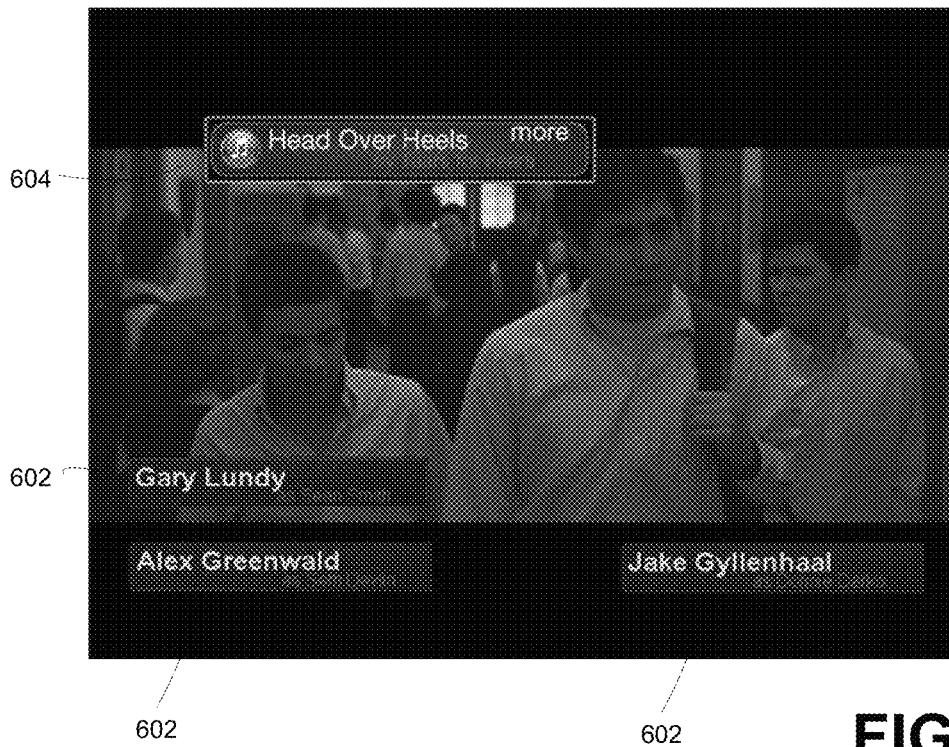 Head Over Heels more
604
602
Gary Lundy
Alex Greenwald
Jake Gyllenhaal
602
602
FIG